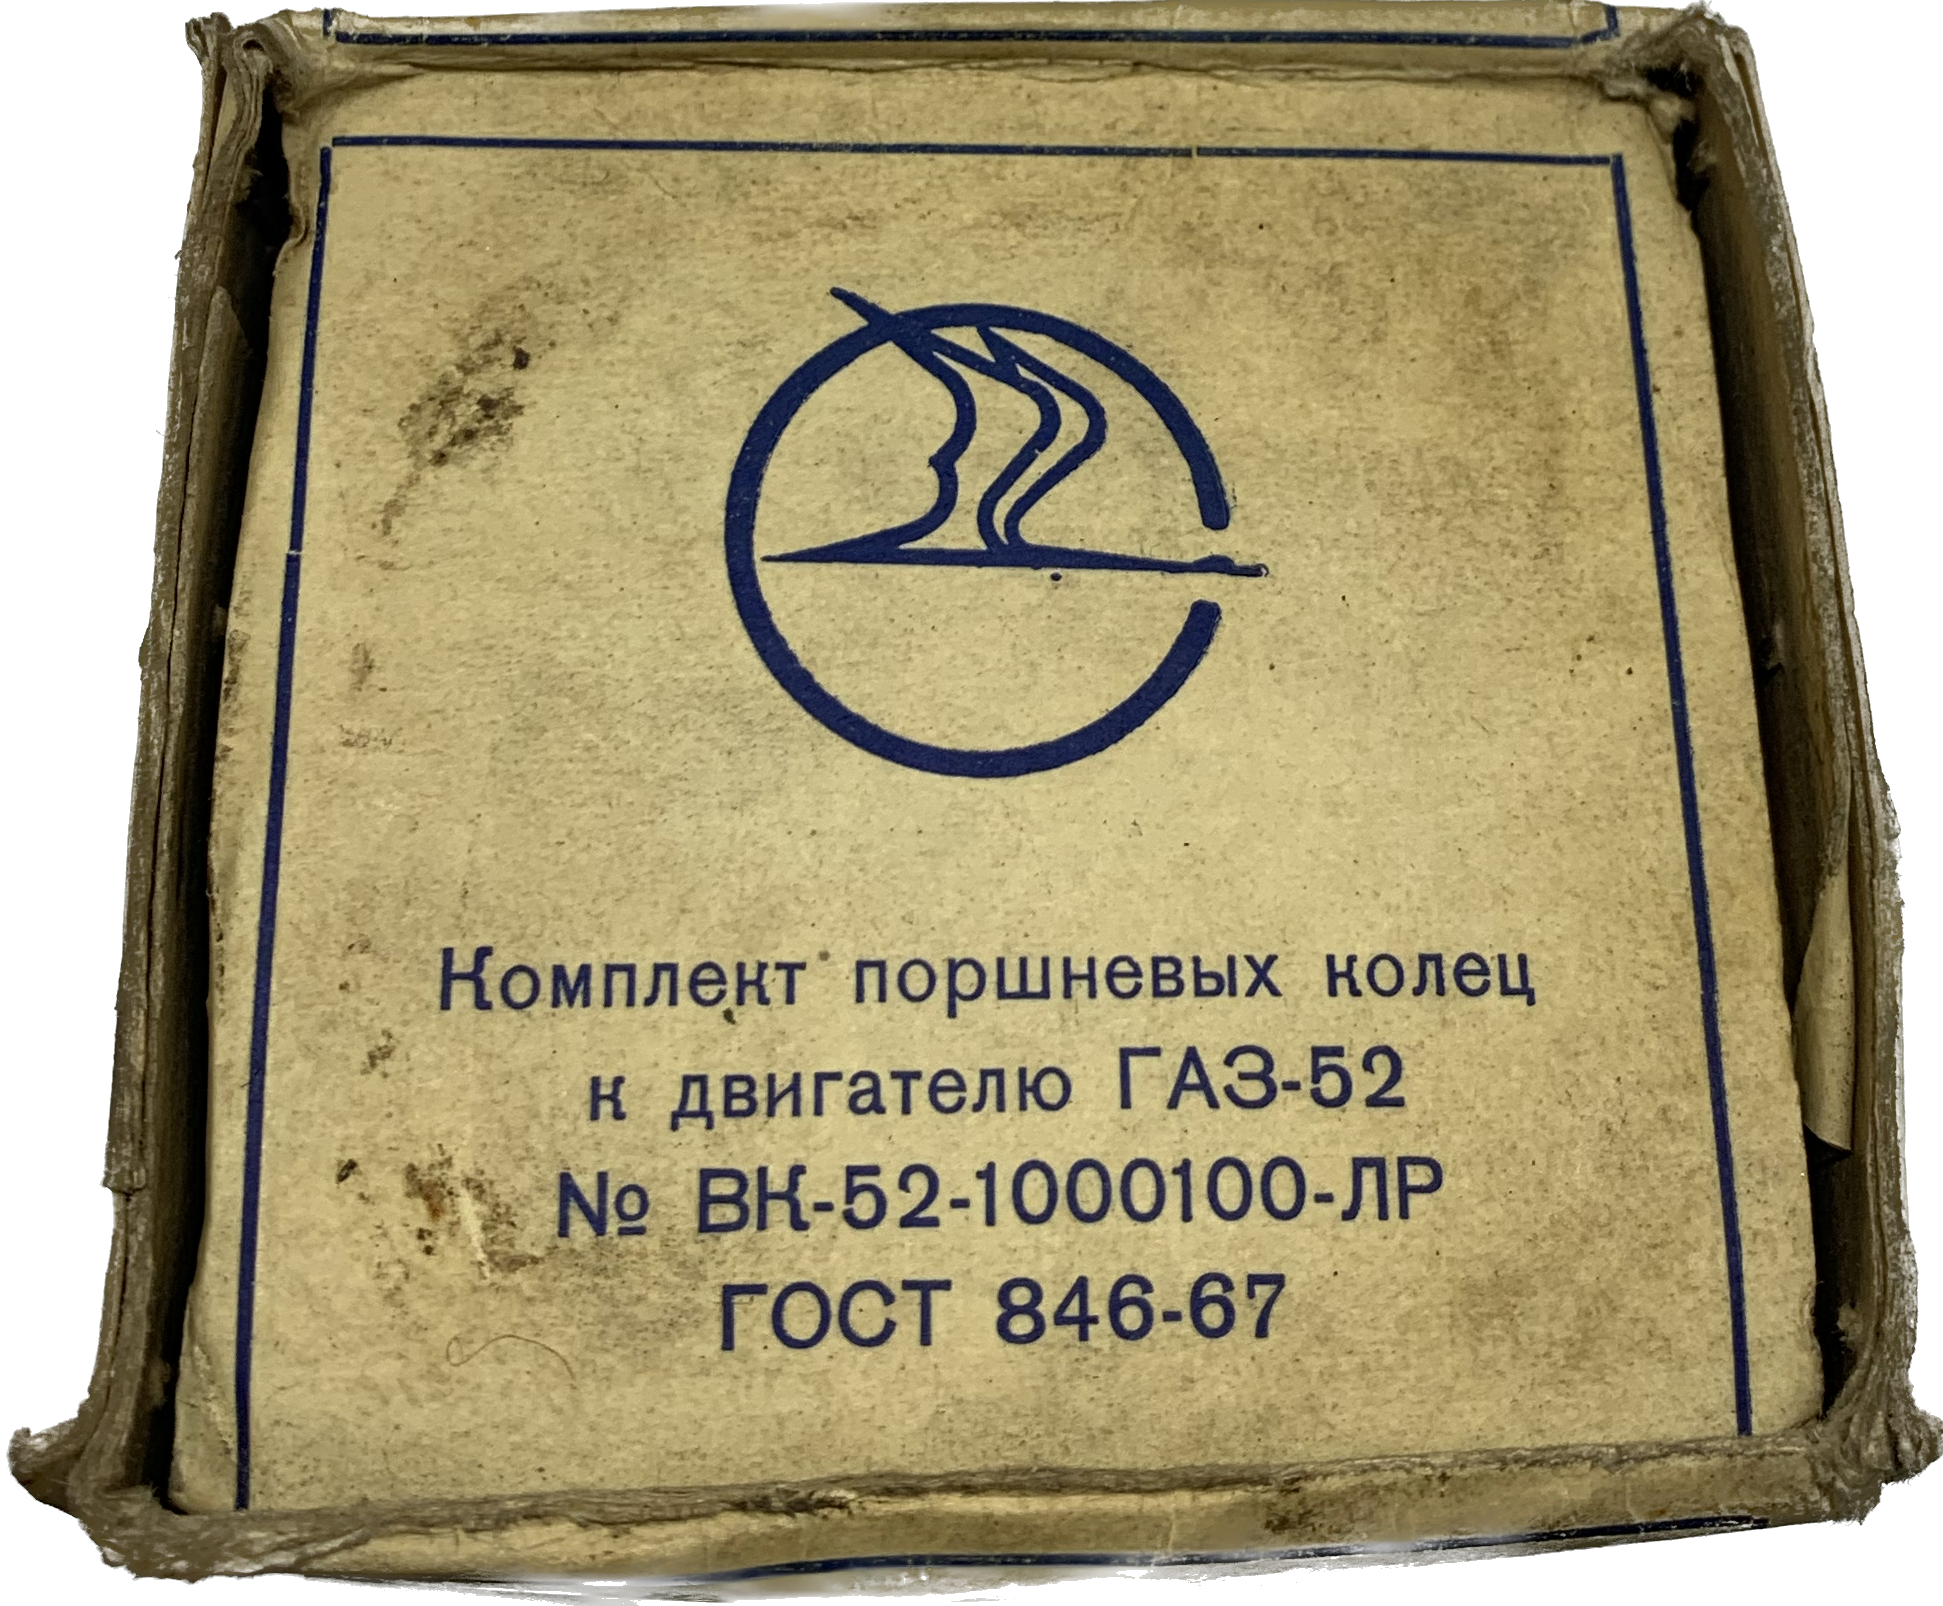 Комплект поршневых колец
к двигателю ГАЗ-52
№ ВК-52-1000100-ЛР
ГОСТ 846-67